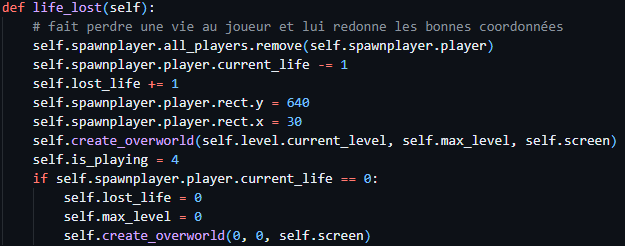 def life_lost(self):
    # fait perdre une vie au joueur et lui redonne les bonnes coordonnées
    self.spawnplayer.all_players.remove(self.spawnplayer.player)
    self.spawnplayer.player.current_life -= 1
    self.lost_life += 1
    self.spawnplayer.player.rect.y = 640
    self.spawnplayer.player.rect.x = 30
    self.create_overworld(self.level.current_level, self.max_level, self.screen)
    self.is_playing = 4
    if self.spawnplayer.player.current_life == 0:
        self.lost_life = 0
        self.max_level = 0
        self.create_overworld(0, 0, self.screen)